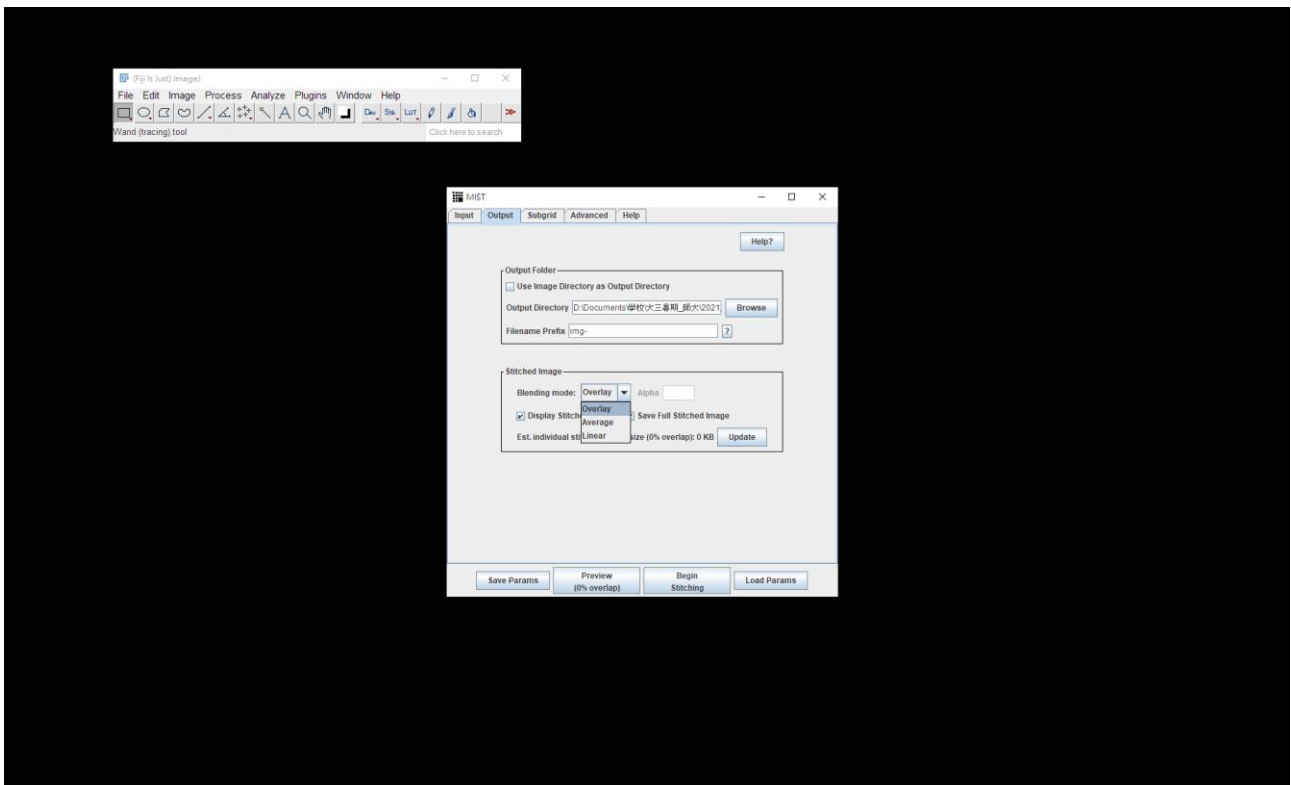 (Fiji Is Just) ImageJ
File Edit Image Process Analyze Plugins Window Help
Dev Stk LUT
Wand (tracing) tool
Click here to search
MIST
Input Output Subgrid Advanced Help
Help?
Output Folder
Use Image Directory as Output Directory
Output Directory D:\Documents\學校\大三暑期_師大\2021 Browse
Filename Prefix img- ?
Stitched Image
Blending mode: Overlay Alpha
Overlay
Display Stitch Save Full Stitched Image
Average
Est. individual sti size (0% overlap): 0 KB Update
Linear
Save Params Preview (0% overlap) Begin Stitching Load Params